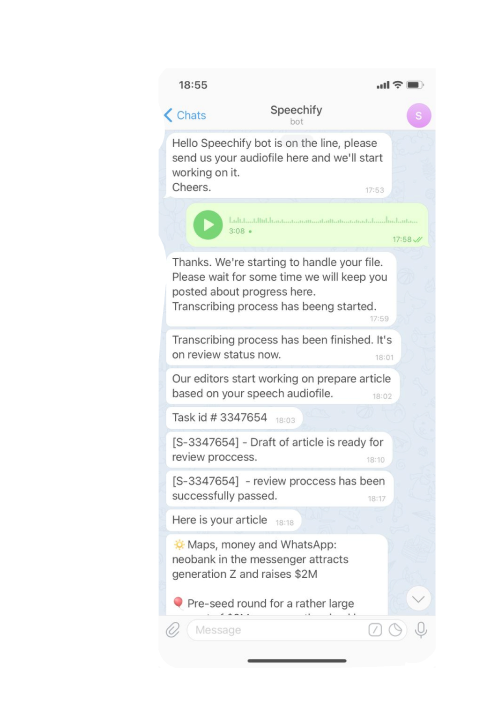 18:55
Chats
Speechify
bot
S
Hello Speechify bot is on the line, please
send us your audiofile here and we'll start
working on it.
Cheers.
17:53
3:08
17:58
Thanks. We're starting to handle your file.
Please wait for some time we will keep you
posted about progress here.
Transcribing process has beeng started.
17:59
Transcribing process has been finished. It's
on review status now.
18:01
Our editors start working on prepare article
based on your speech audiofile.
18:02
Task id # 3347654
18:03
[S-3347654] - Draft of article is ready for
review proccess.
18:10
[S-3347654] - review proccess has been
successfully passed.
18:17
Here is your article
18:18
Maps, money and WhatsApp:
neobank in the messenger attracts
generation Z and raises $2M
Pre-seed round for a rather large
Message